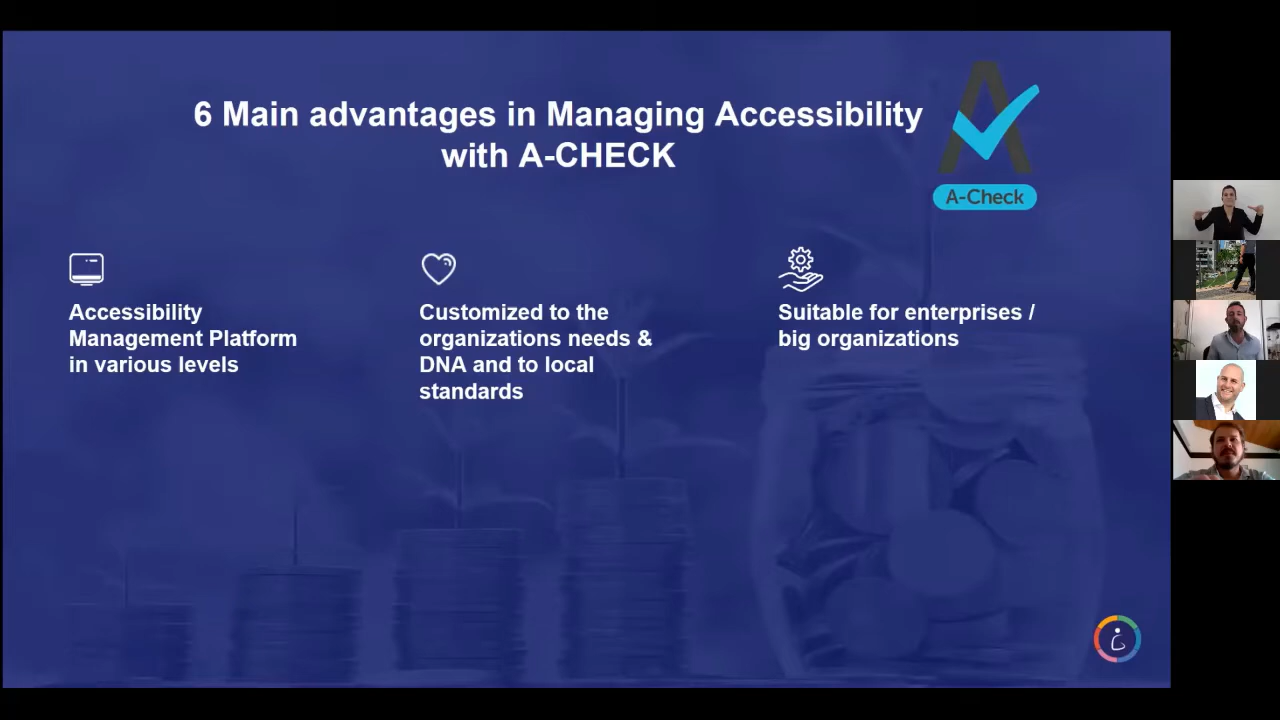 6 Main advantages in Managing Accessibility
with A-CHECK
A-Check
Accessibility
Management Platform
in various levels
Customized to the
organizations needs &
DNA and to local
standards
Suitable for enterprises /
big organizations